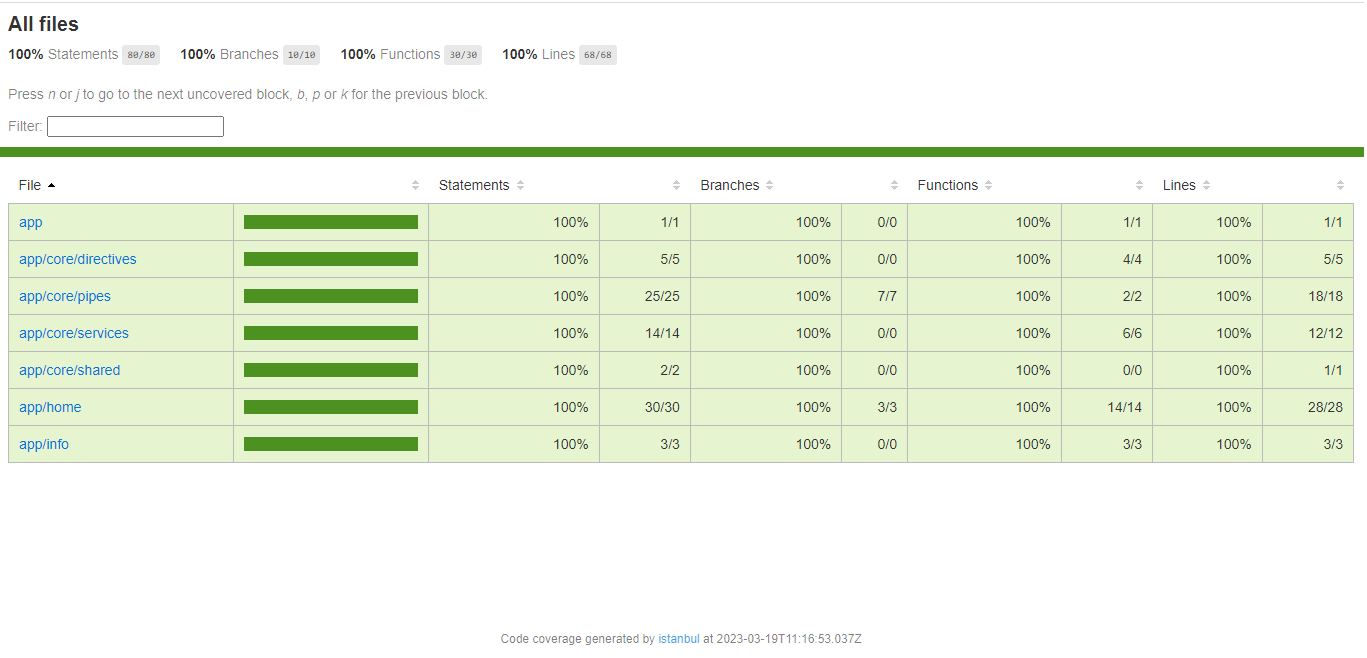 All files
100% Statements 80/80 100% Branches 10/10 100% Functions 30/30 100% Lines 68/68
Press n or j to go to the next uncovered block, b, p or k for the previous block.
Filter:
File Statements Branches Functions Lines
app 100% 1/1 100% 0/0 100% 1/1 100% 1/1
app/core/directives 100% 5/5 100% 0/0 100% 4/4 100% 5/5
app/core/pipes 100% 25/25 100% 7/7 100% 2/2 100% 18/18
app/core/services 100% 14/14 100% 0/0 100% 6/6 100% 12/12
app/core/shared 100% 2/2 100% 0/0 100% 0/0 100% 1/1
app/home 100% 30/30 100% 3/3 100% 14/14 100% 28/28
app/info 100% 3/3 100% 0/0 100% 3/3 100% 3/3
Code coverage generated by istanbul at 2023-03-19T11:16:53.037Z